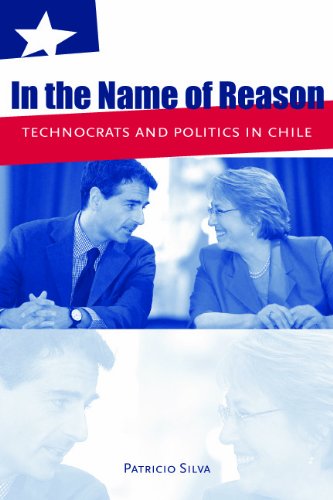 In the Name of Reason
TECHNOCRATS AND POLITICS IN CHILE
PATRICIO SILVA